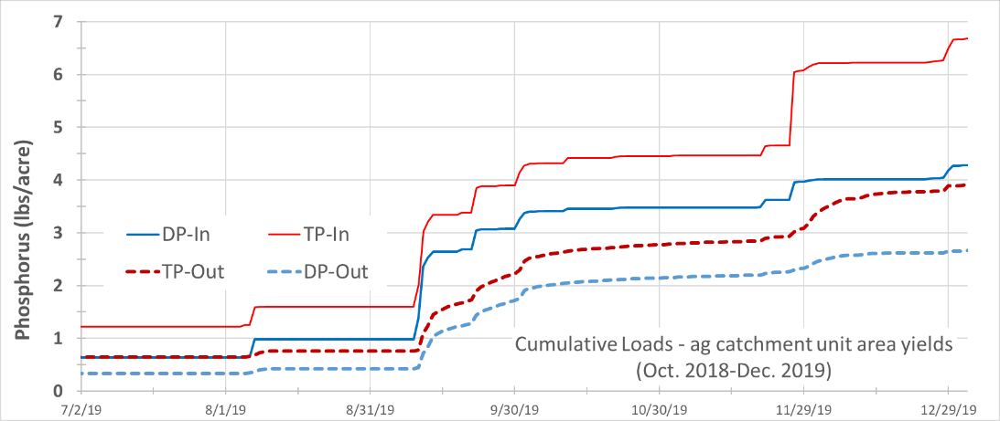 7
6
5
4
3
2
1
0
Phosphorus (lbs/acre)
DP-In
TP-In
TP-Out
DP-Out
Cumulative Loads - ag catchment unit area yields
(Oct. 2018-Dec. 2019)
7/2/19 8/1/19 8/31/19 9/30/19 10/30/19 11/29/19 12/29/19